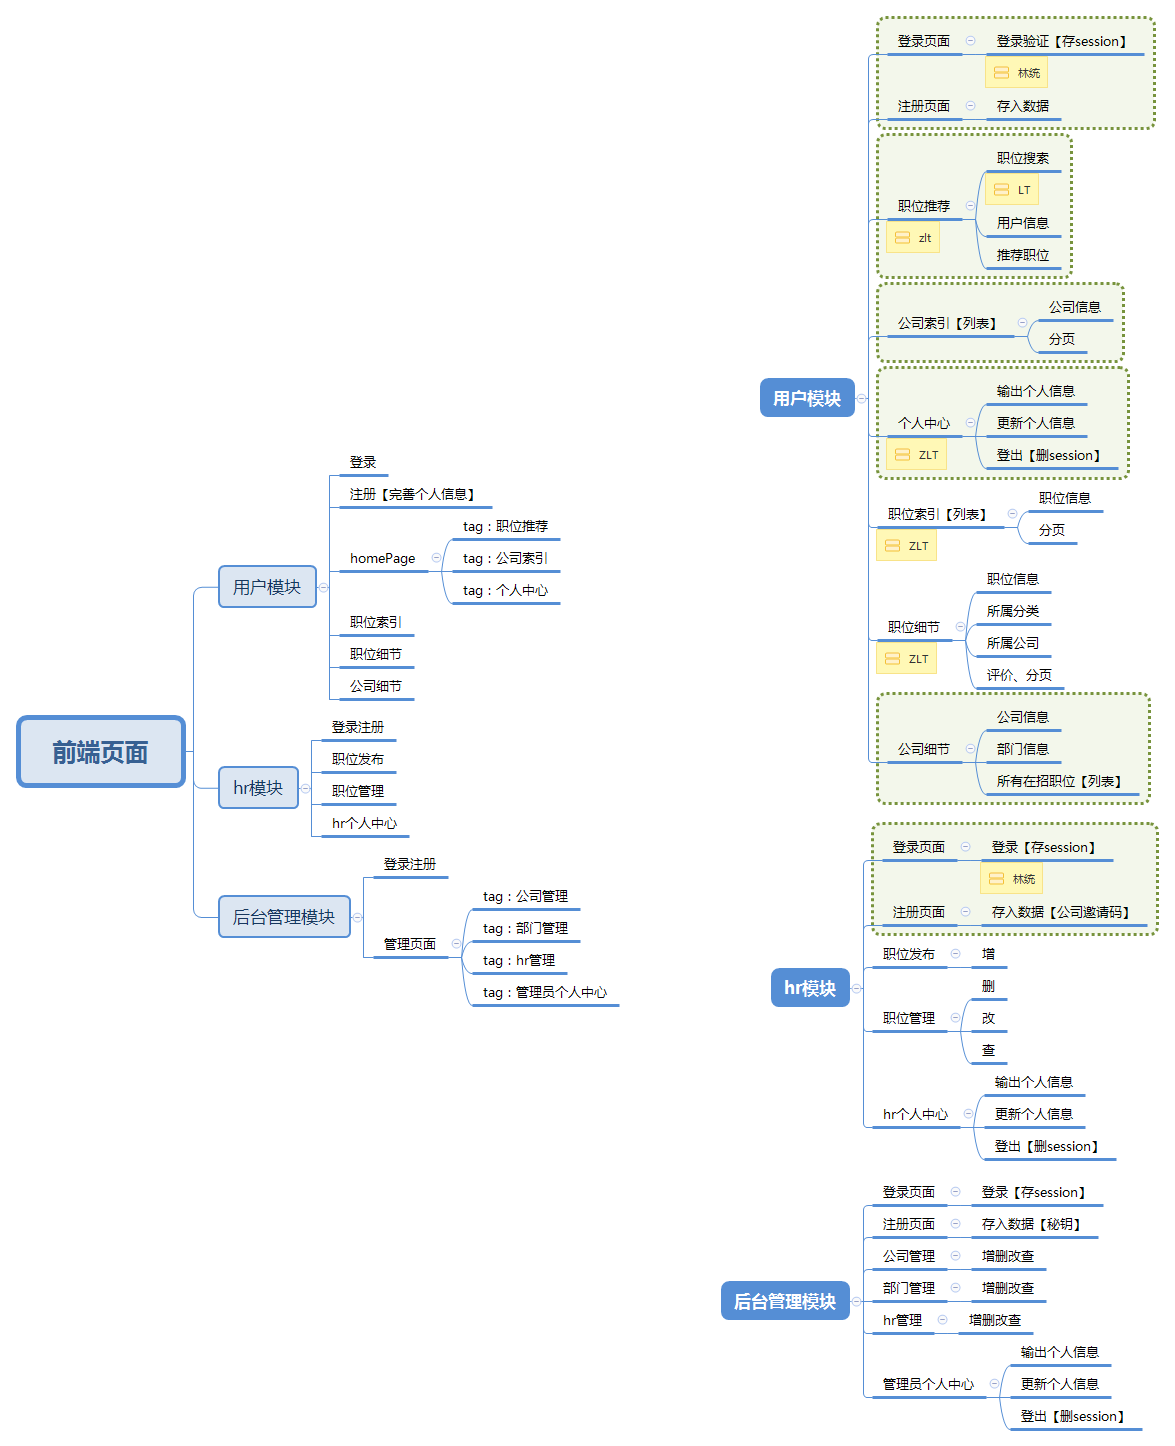 前端页面
用户模块
登录
注册【完善个人信息】
homePage
tag：职位推荐
tag：公司索引
tag：个人中心
职位索引
职位细节
公司细节
hr模块
登录注册
职位发布
职位管理
hr个人中心
后台管理模块
登录注册
管理页面
tag：公司管理
tag：部门管理
tag：hr管理
tag：管理员个人中心
用户模块
登录页面
登录验证【存session】
林统
注册页面
存入数据
职位推荐
zlt
职位搜索
LT
用户信息
推荐职位
公司索引【列表】
公司信息
分页
个人中心
ZLT
输出个人信息
更新个人信息
登出【删session】
职位索引【列表】
ZLT
职位信息
分页
职位细节
ZLT
职位信息
所属分类
所属公司
评价、分页
公司细节
公司信息
部门信息
所有在招职位【列表】
hr模块
登录页面
登录【存session】
林统
注册页面
存入数据【公司邀请码】
职位发布
增
职位管理
删
改
查
hr个人中心
输出个人信息
更新个人信息
登出【删session】
后台管理模块
登录页面
登录【存session】
注册页面
存入数据【秘钥】
公司管理
增删改查
部门管理
增删改查
hr管理
增删改查
管理员个人中心
输出个人信息
更新个人信息
登出【删session】